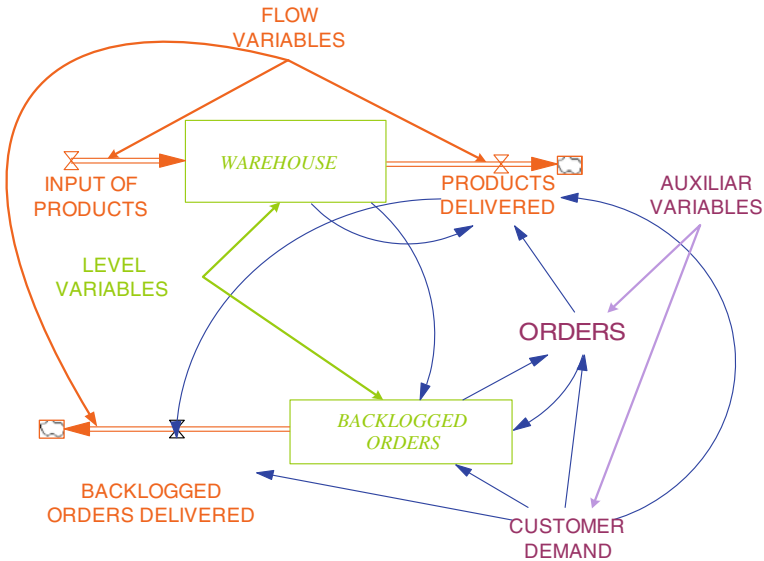 FLOW
VARIABLES
WAREHOUSE
INPUT OF
PRODUCTS
PRODUCTS
DELIVERED
AUXILIAR
VARIABLES
LEVEL
VARIABLES
ORDERS
BACKLOGGED
ORDERS
BACKLOGGED
ORDERS DELIVERED
CUSTOMER
DEMAND